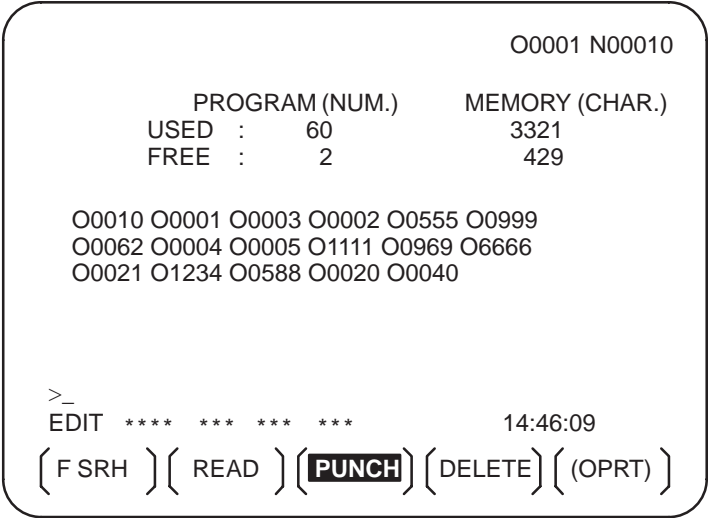 O0001 N00010
PROGRAM (NUM.) MEMORY (CHAR.)
USED : 60 3321
FREE : 2 429
O0010 O0001 O0003 O0002 O0555 O0999
O0062 O0004 O0005 O1111 O0969 O6666
O0021 O1234 O0588 O0020 O0040
>_
EDIT **** *** *** *** 14:46:09
F SRH READ PUNCH DELETE (OPRT)